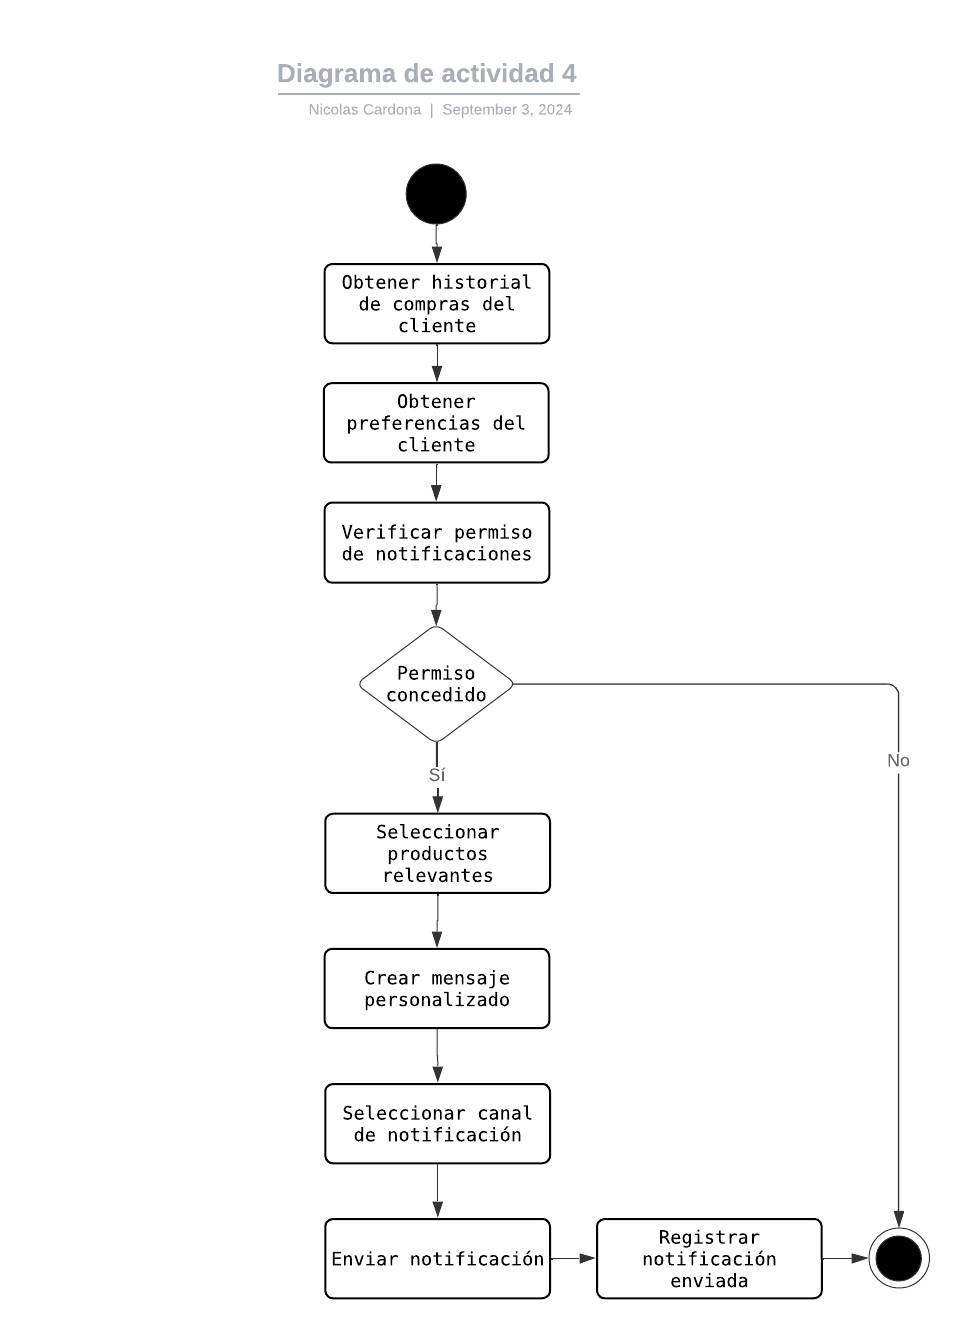 Diagrama de actividad 4
Nicolas Cardona | September 3, 2024
Obtener historial
de compras del
cliente
Obtener
preferencias del
cliente
Verificar permiso
de notificaciones
Permiso
concedido
No
Sí
Seleccionar
productos
relevantes
Crear mensaje
personalizado
Seleccionar canal
de notificación
Enviar notificación
Registrar
notificación
enviada